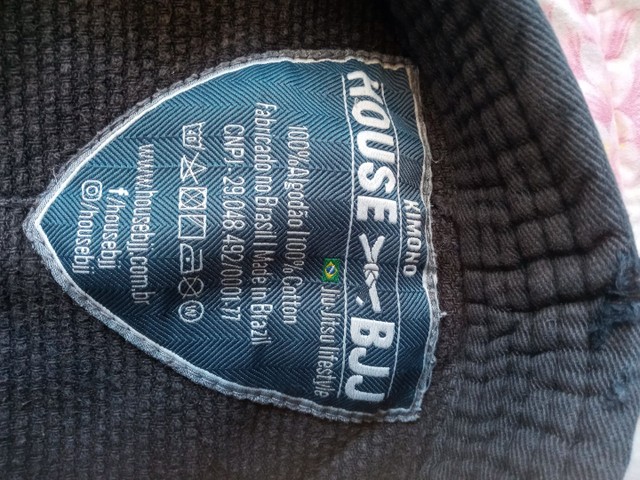 KIMONO
HOUSE BJJ
Jiu Jitsu lifestyle
100% Algodão | 100% Cotton
Fabricado no Brasil | Made in Brazil
CNPJ: 29.048.492/0001-77
W
www.housebjj.com.br
f/housebjj
/housebjj